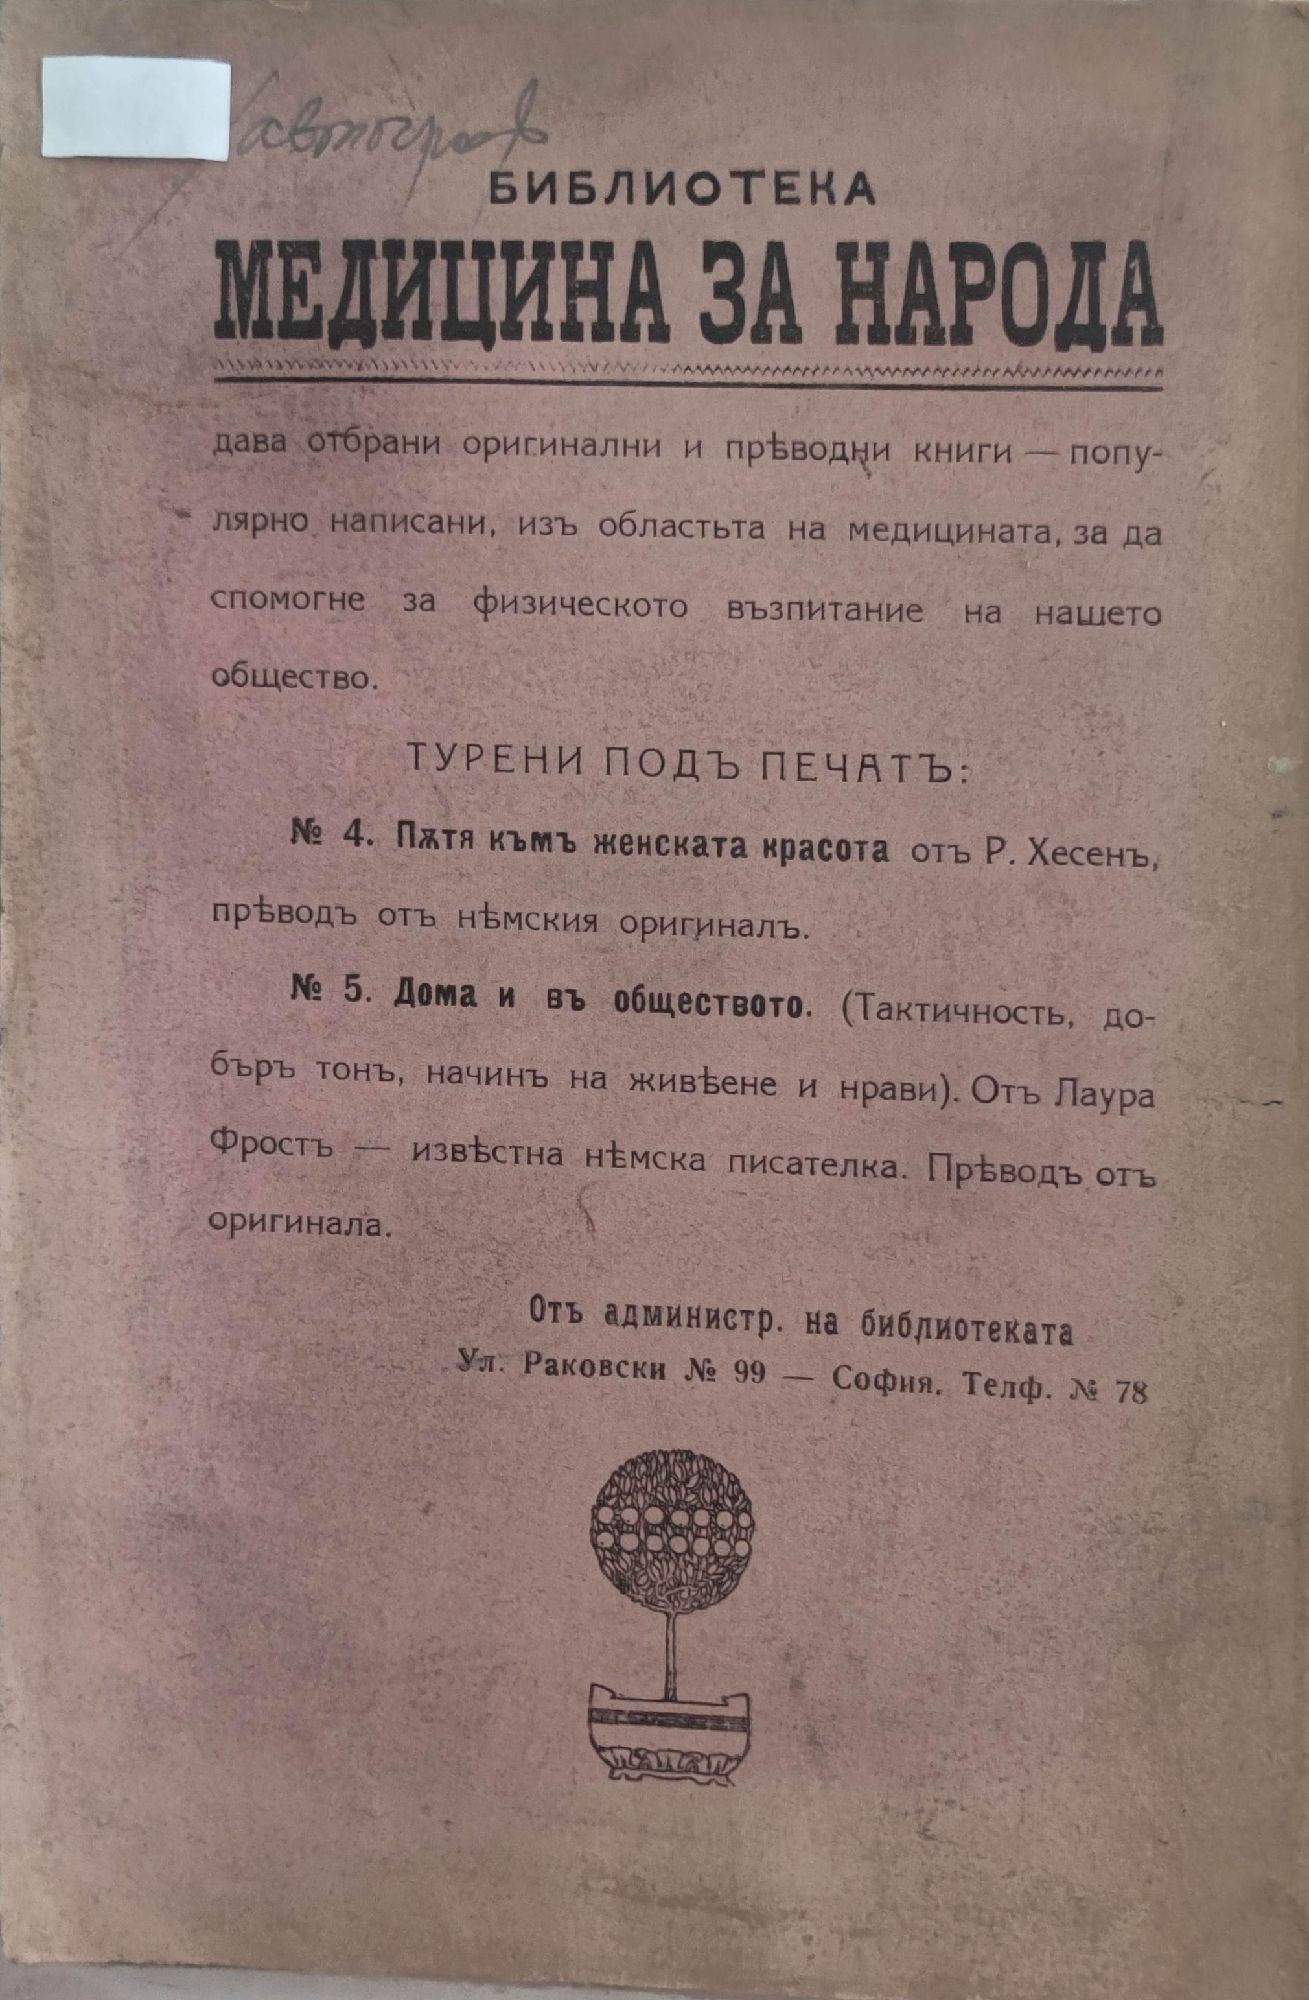 автограф
БИБЛИОТЕКА
МЕДИЦИНА ЗА НАРОДА
дава отбрани оригинални и прѣводни книги — попу-
лярно написани, изъ областьта на медицината, за да
спомогне за физическото възпитание на нашето
общество.
ТУРЕНИ ПОДЪ ПЕЧАТЪ:
№ 4. Пѫтя къмъ женската красота отъ Р. Хесенъ,
прѣводъ отъ нѣмския оригиналъ.
№ 5. Дома и въ обществото. (Тактичность, до-
бъръ тонъ, начинъ на живѣене и нрави). Отъ Лаура
Фростъ — извѣстна нѣмска писателка. Прѣводъ отъ
оригинала.
Отъ администр. на библиотеката
Ул. Раковски № 99 — София. Телф. № 78